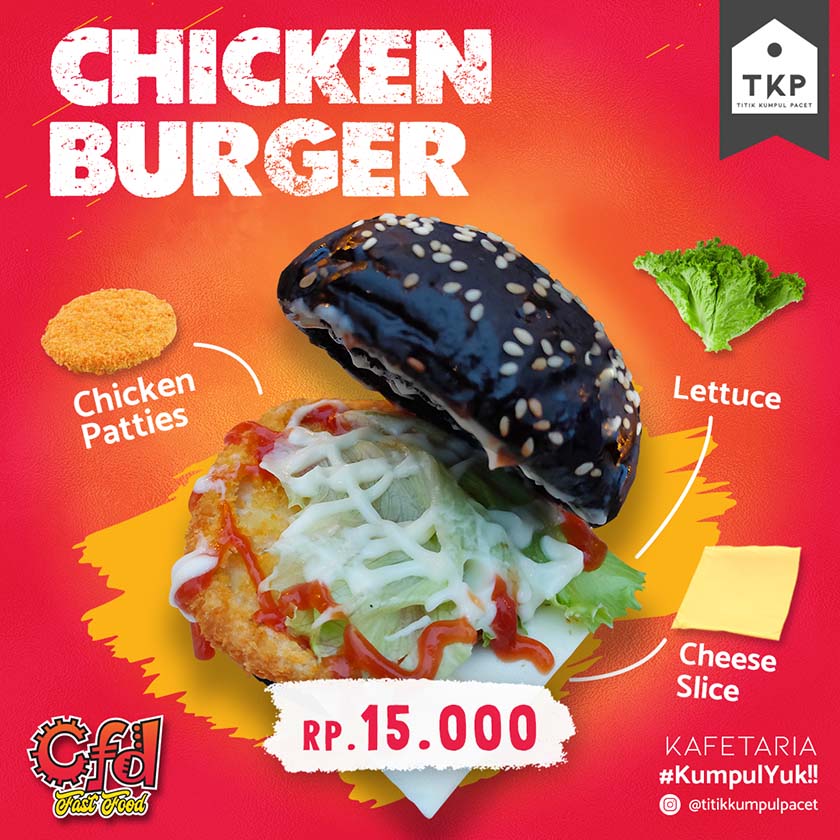 CHICKEN
BURGER
TKP
TITIK KUMPUL PACET
Chicken
Patties
Lettuce
Cheese
Slice
RP.15.000
Cfd
Fast Food
KAFETARIA
#KumpulYuk!!
@titikkumpulpacet